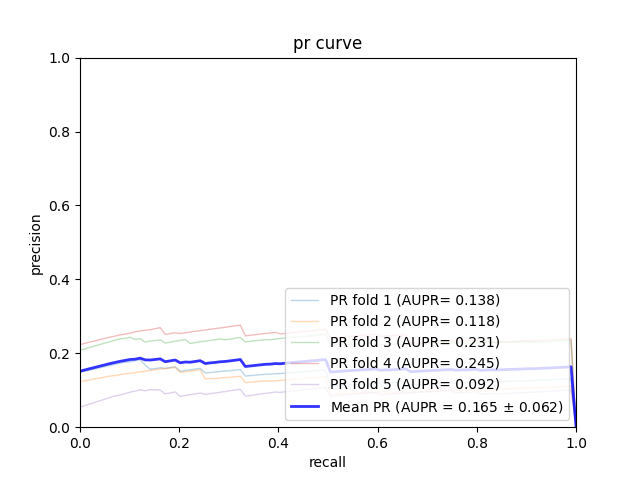 pr curve
1.0
0.8
0.6
0.4
0.2
0.0
precision
PR fold 1 (AUPR= 0.138)
PR fold 2 (AUPR= 0.118)
PR fold 3 (AUPR= 0.231)
PR fold 4 (AUPR= 0.245)
PR fold 5 (AUPR= 0.092)
Mean PR (AUPR = 0.165 ± 0.062)
0.0 0.2 0.4 0.6 0.8 1.0
recall